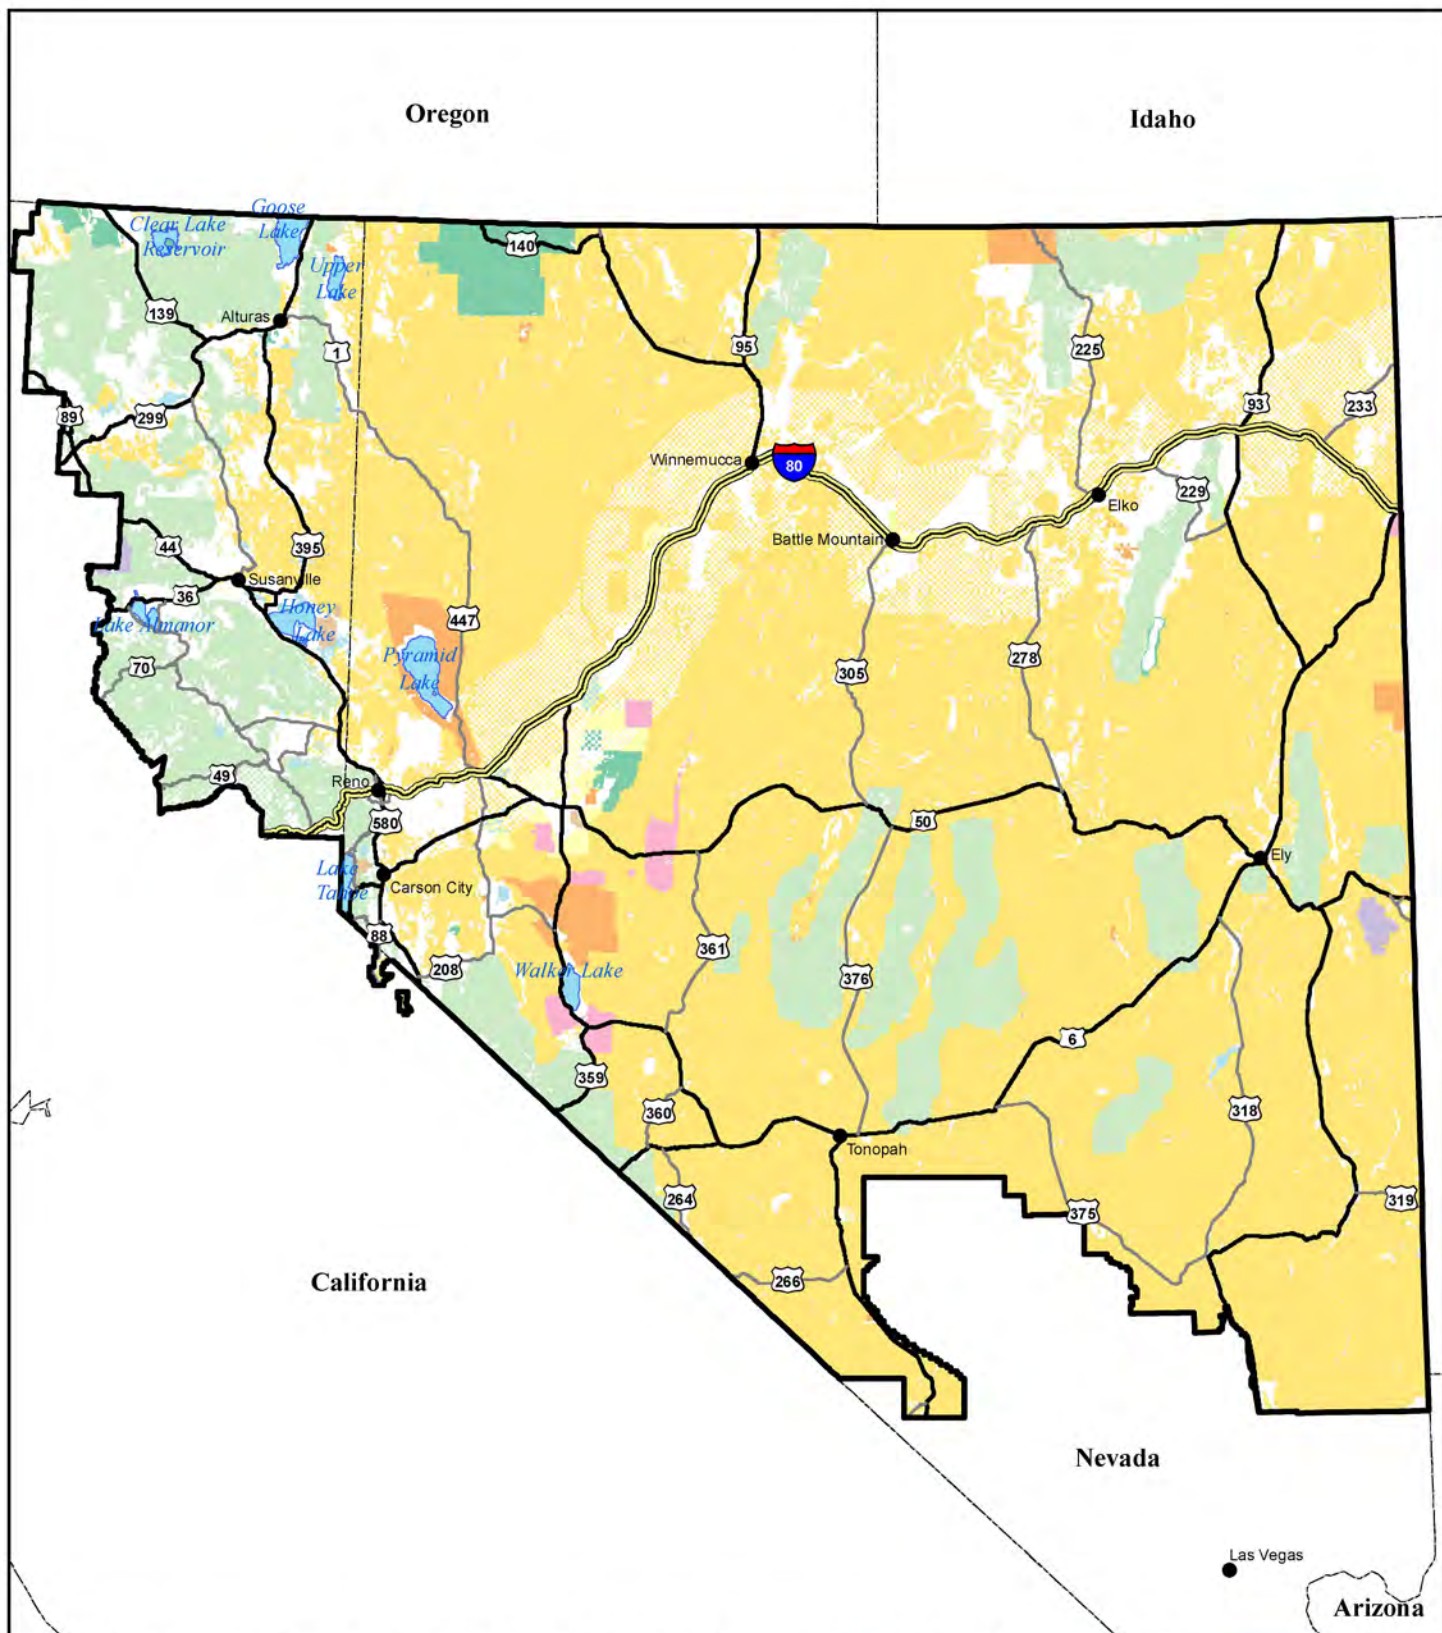 Oregon
Idaho
Goose
Lake
Clear Lake
Reservoir
Upper
Lake
140
139
Alturas
1
95
225
93
233
89
299
Winnemucca
80
Elko
229
Battle Mountain
44
395
Susanville
36
Honey
Lake
Lake Almanor
447
Pyramid
Lake
70
305
278
49
Reno
580
50
Ely
Lake
Tahoe
Carson City
88
208
361
376
Walker Lake
6
359
360
318
Tonopah
264
319
375
266
California
Nevada
Las Vegas
Arizona